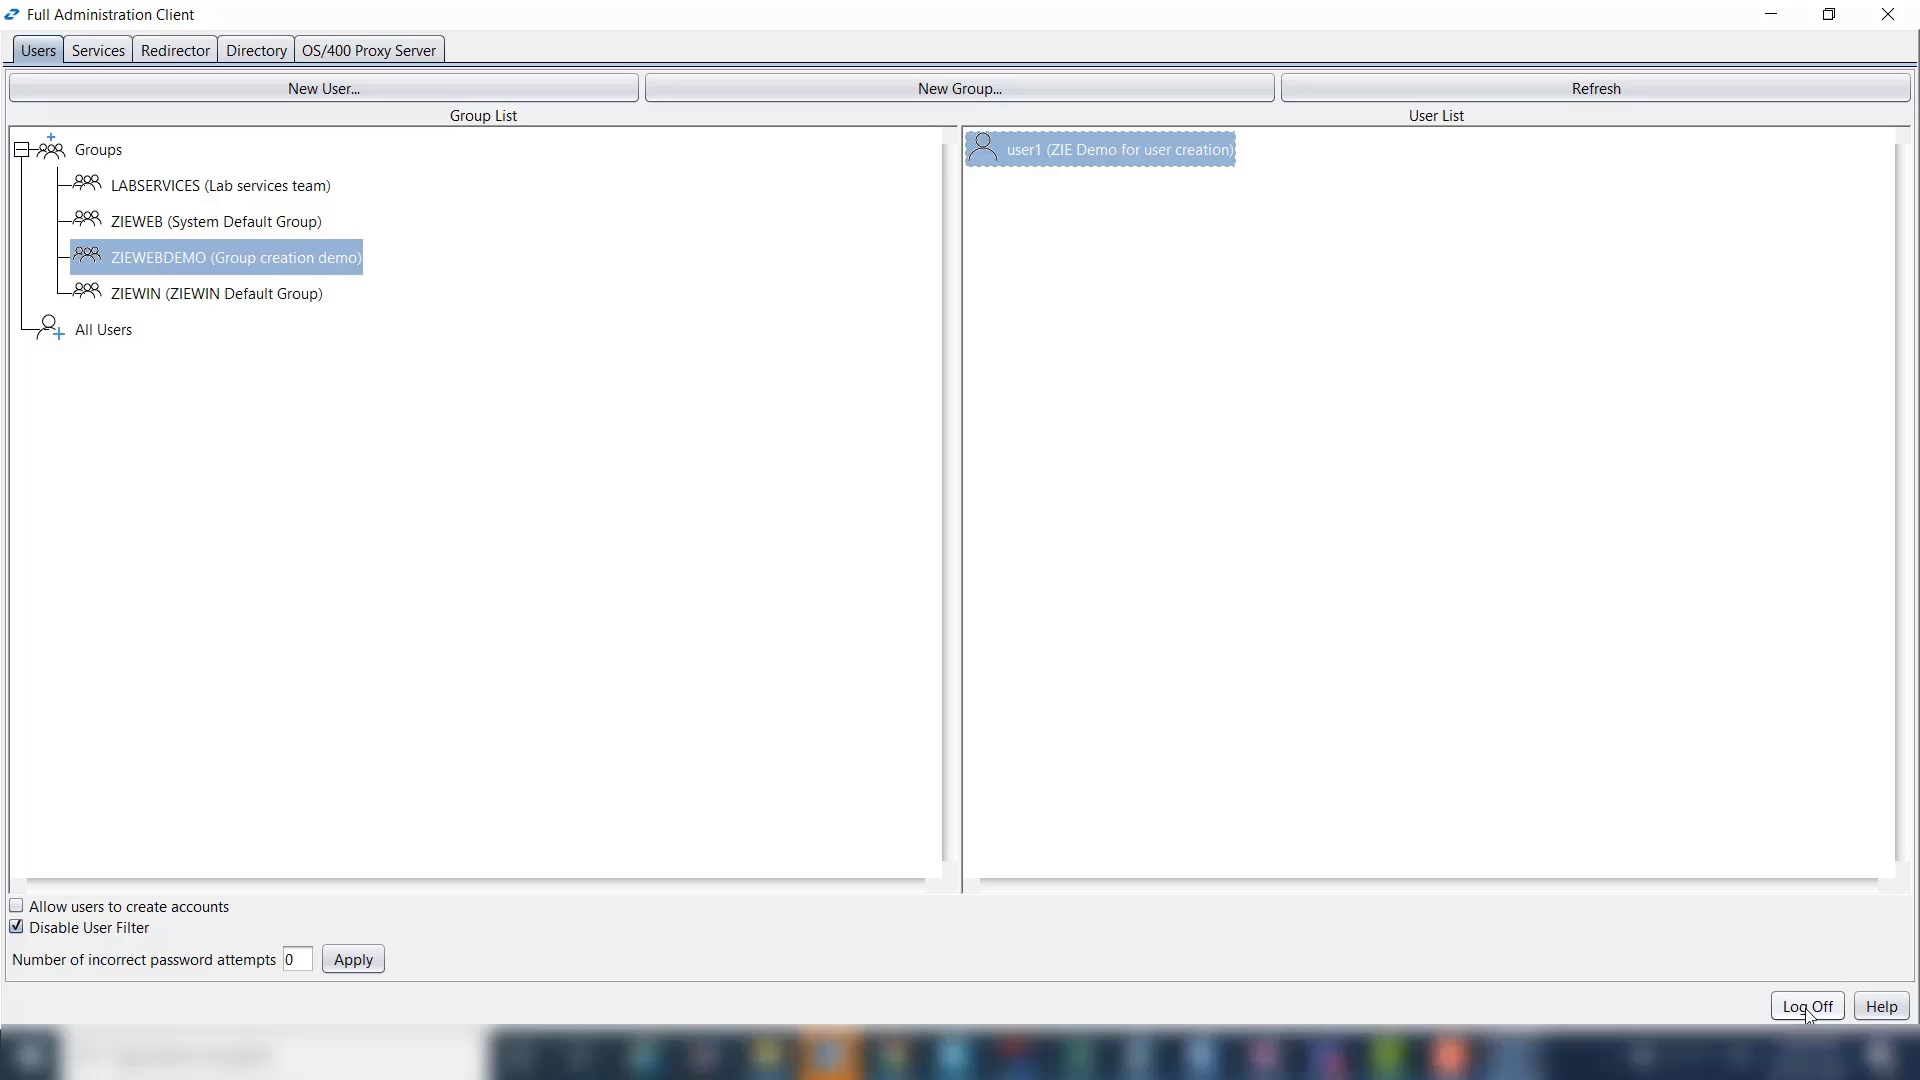 Full Administration Client
Users Services Redirector Directory OS/400 Proxy Server
New User... New Group... Refresh
Group List User List
Groups
LABSERVICES (Lab services team)
ZIEWEB (System Default Group)
ZIEWEBDEMO (Group creation demo)
ZIEWIN (ZIEWIN Default Group)
All Users
user1 (ZIE Demo for user creation)
Allow users to create accounts
Disable User Filter
Number of incorrect password attempts 0 Apply
Log Off Help